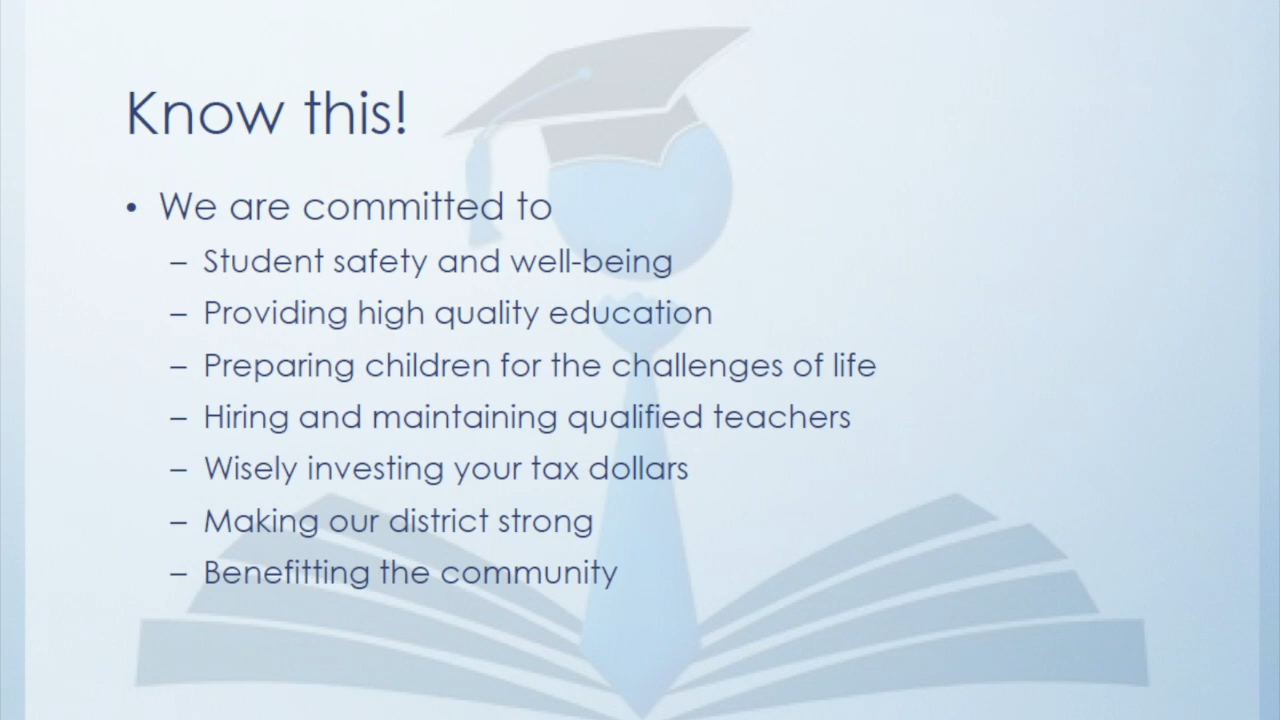 Know this!
• We are committed to
– Student safety and well-being
– Providing high quality education
– Preparing children for the challenges of life
– Hiring and maintaining qualified teachers
– Wisely investing your tax dollars
– Making our district strong
– Benefitting the community